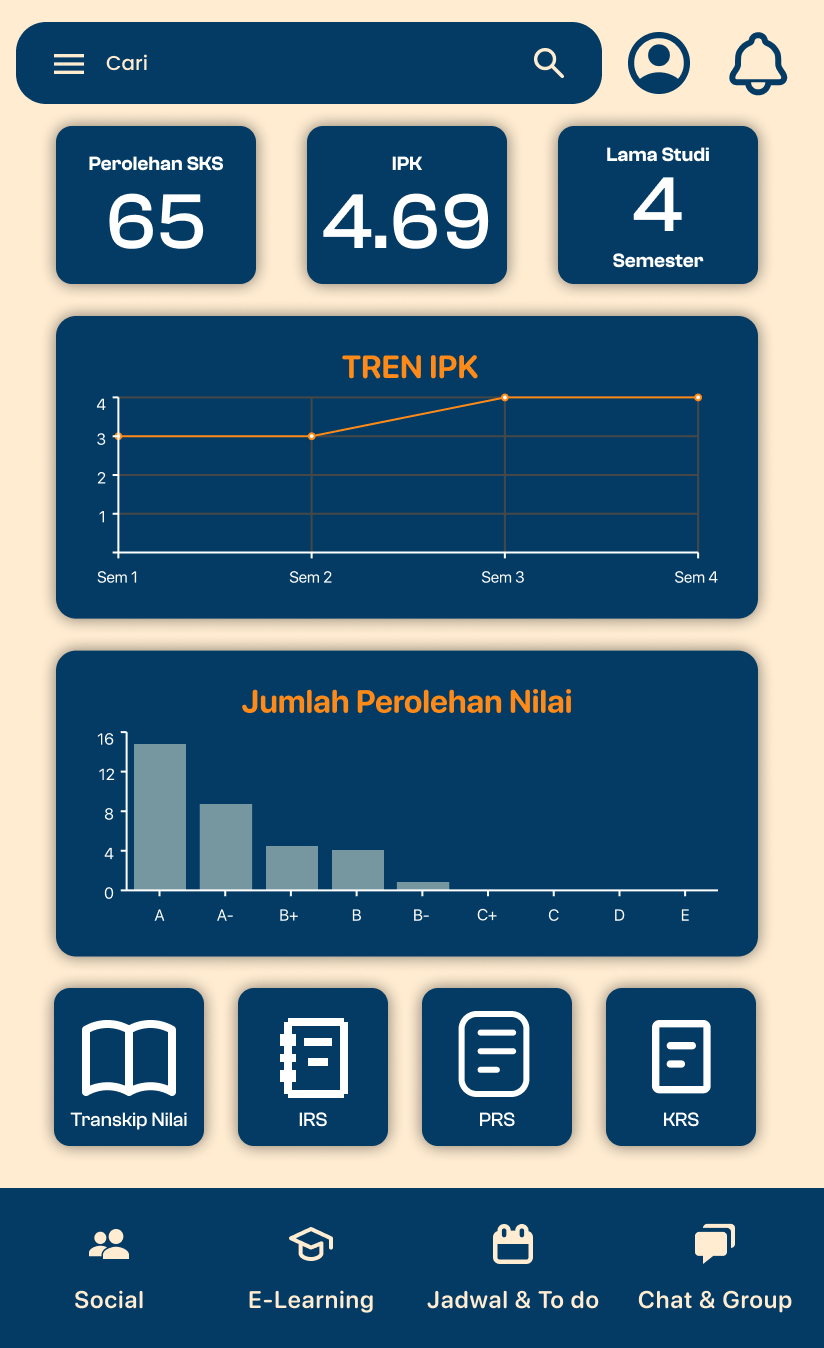 Cari
Perolehan SKS
65
IPK
4.69
Lama Studi
4
Semester
TREN IPK
4
3
2
1
Sem 1 Sem 2 Sem 3 Sem 4
Jumlah Perolehan Nilai
16
12
8
4
0
A A- B+ B B- C+ C D E
Transkip Nilai IRS PRS KRS
Social E-Learning Jadwal & To do Chat & Group